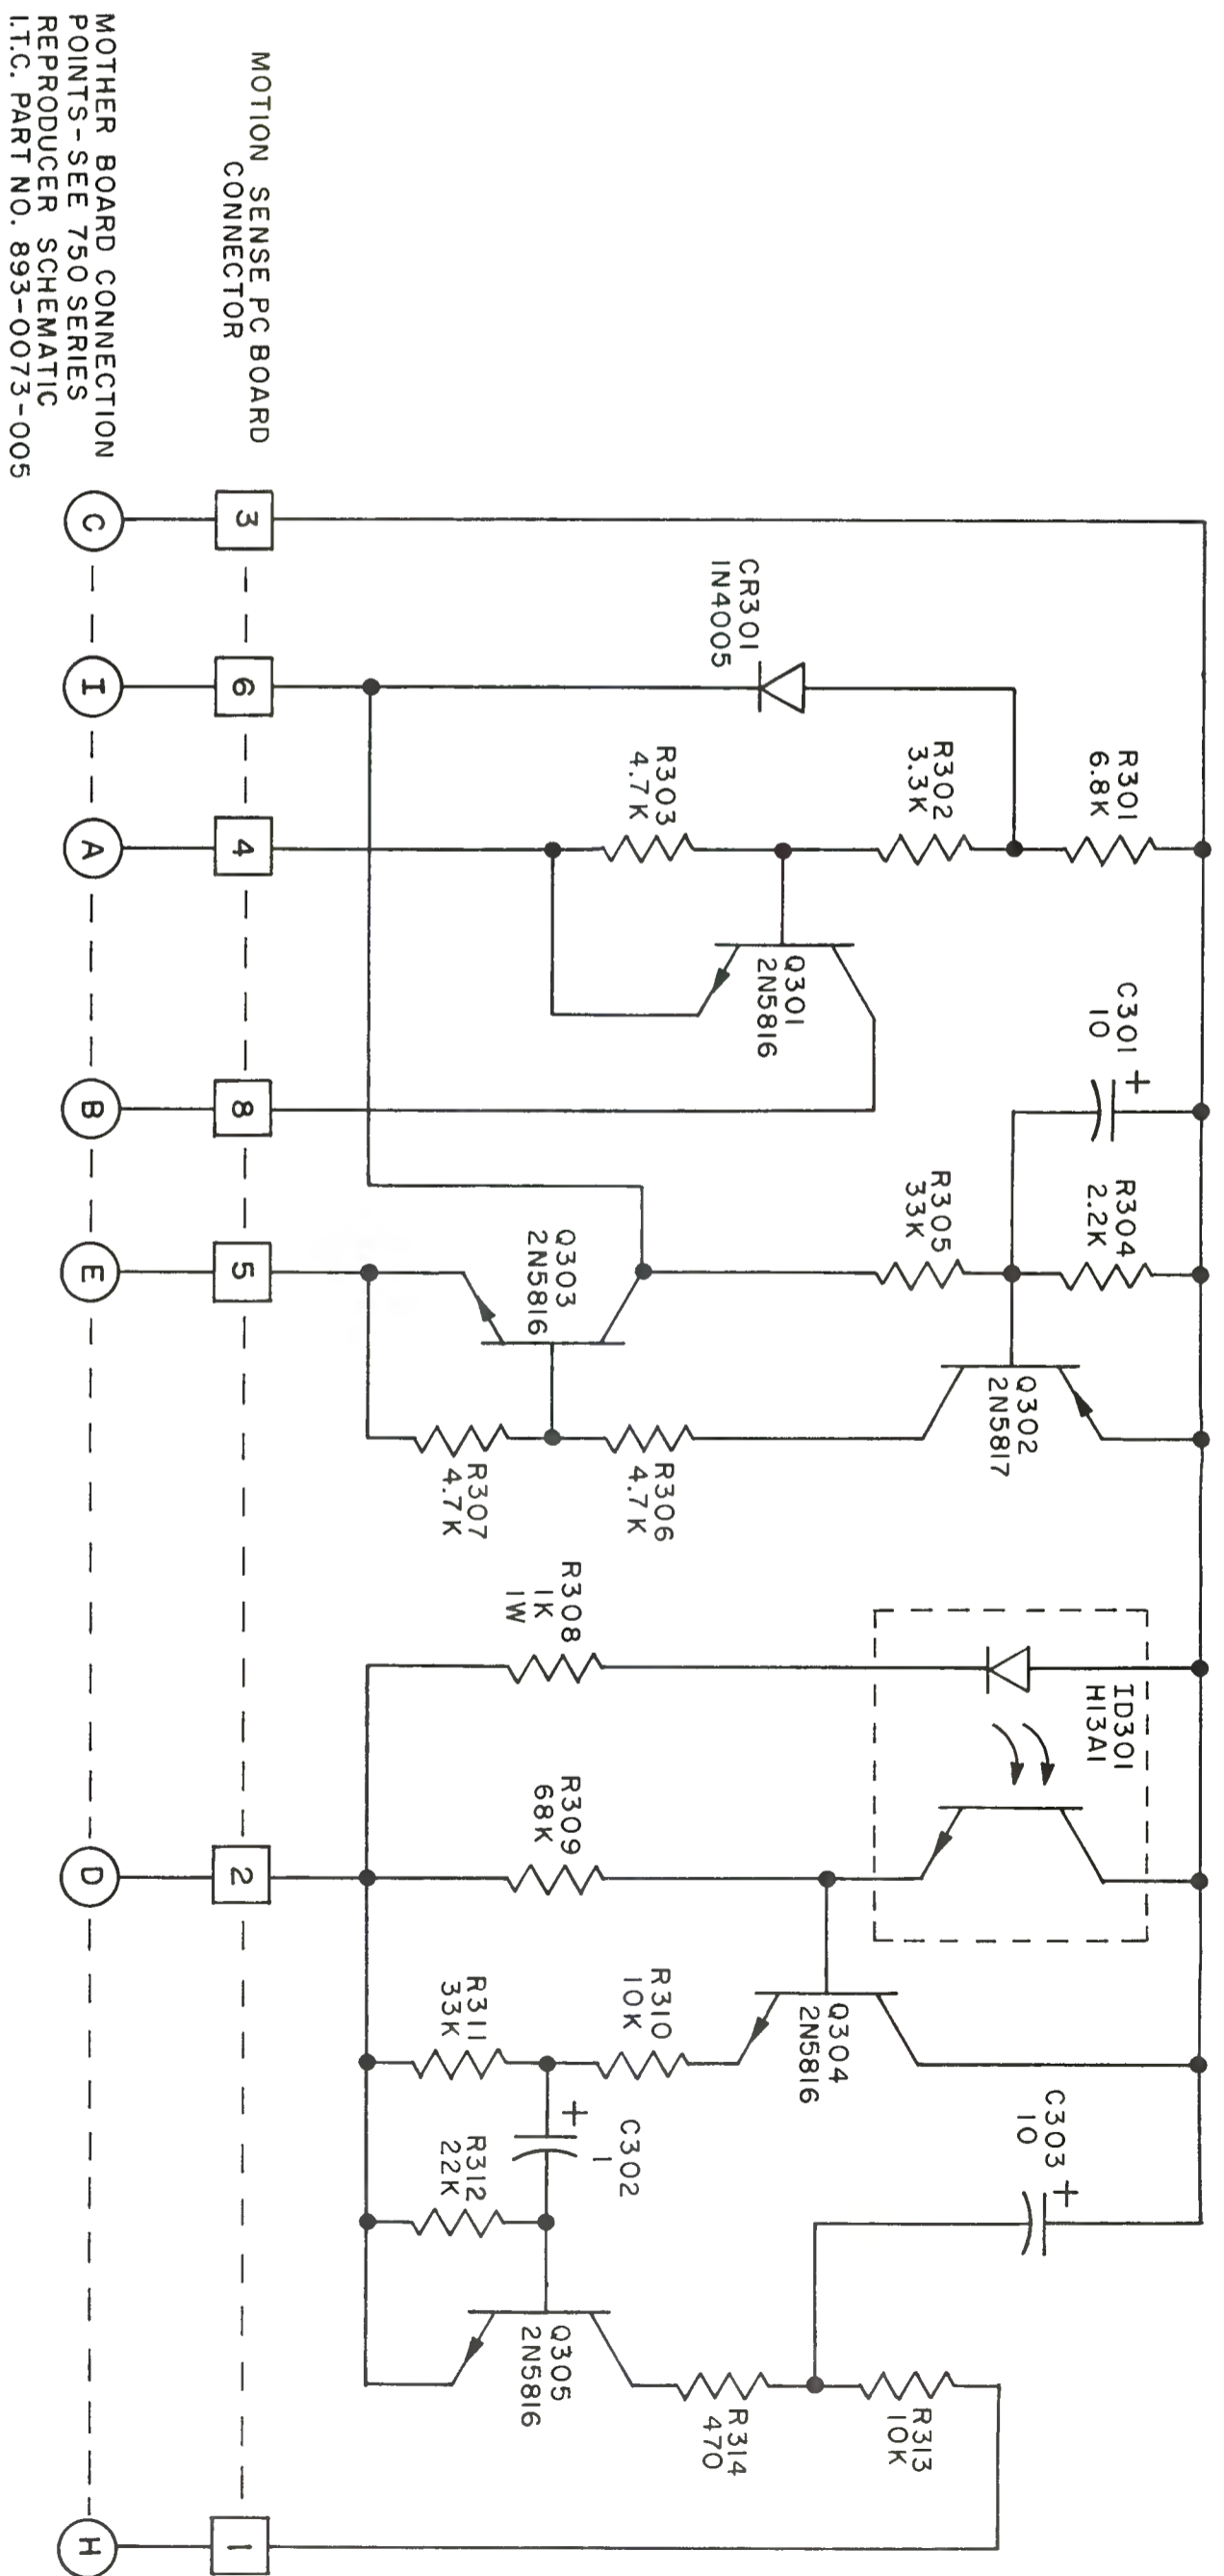 MOTION SENSE PC BOARD
CONNECTOR
MOTHER BOARD CONNECTION
POINTS-SEE 750 SERIES
REPRODUCER SCHEMATIC
I.T.C. PART NO. 893-0073-005
C
3
I
6
A
4
B
8
E
5
D
2
H
1
CR301
1N4005
R301
6.8K
R302
3.3K
R303
4.7K
Q301
2N5816
C301
10
+
R304
2.2K
R305
33K
Q302
2N5817
Q303
2N5816
R306
4.7K
R307
4.7K
ID301
H13A1
R308
1K
1W
R309
68K
Q304
2N5816
R310
10K
R311
33K
C302
1
+
R312
22K
C303
10
+
Q305
2N5816
R313
10K
R314
470